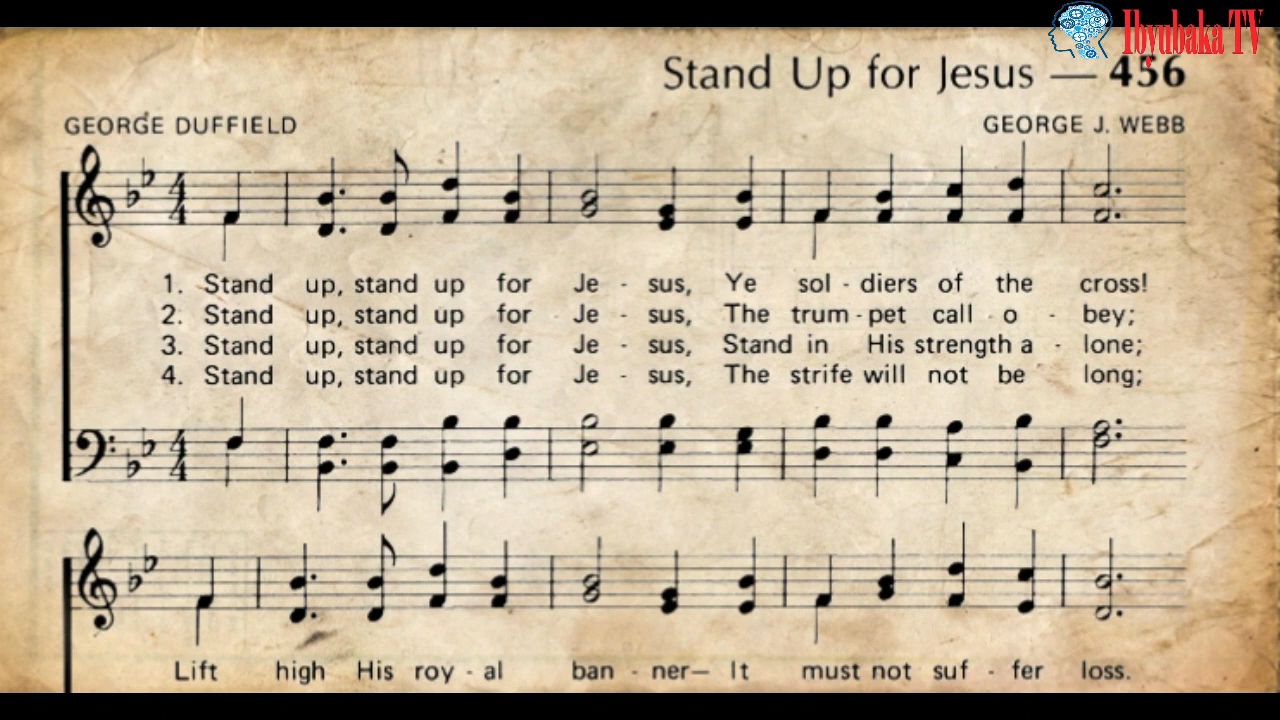 Ibyubaka TV
Stand Up for Jesus — 456
GEORGE DUFFIELD
GEORGE J. WEBB
4
4
1. Stand up, stand up for Je - sus, Ye sol - diers of the cross!
2. Stand up, stand up for Je - sus, The trum - pet call o - bey;
3. Stand up, stand up for Je - sus, Stand in His strength a - lone;
4. Stand up, stand up for Je - sus, The strife will not be long;
4
4
Lift high His roy - al ban - ner— It must not suf - fer loss.